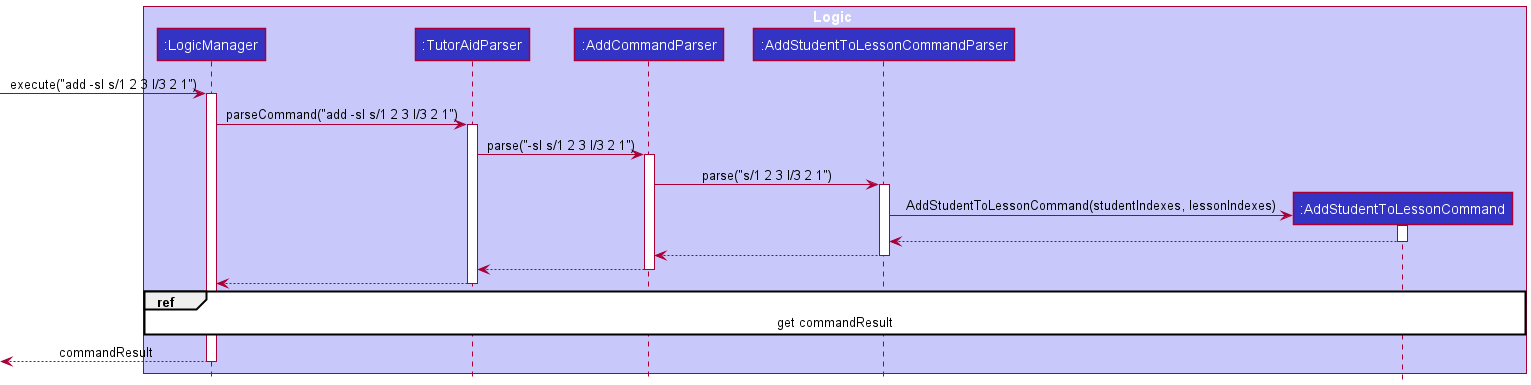 Logic
:LogicManager
:TutorAidParser
:AddCommandParser
:AddStudentToLessonCommandParser
execute("add -sl s/1 2 3 l/3 2 1")
parseCommand("add -sl s/1 2 3 l/3 2 1")
parse("-sl s/1 2 3 l/3 2 1")
parse("s/1 2 3 l/3 2 1")
AddStudentToLessonCommand(studentIndexes, lessonIndexes)
:AddStudentToLessonCommand
ref
get commandResult
commandResult